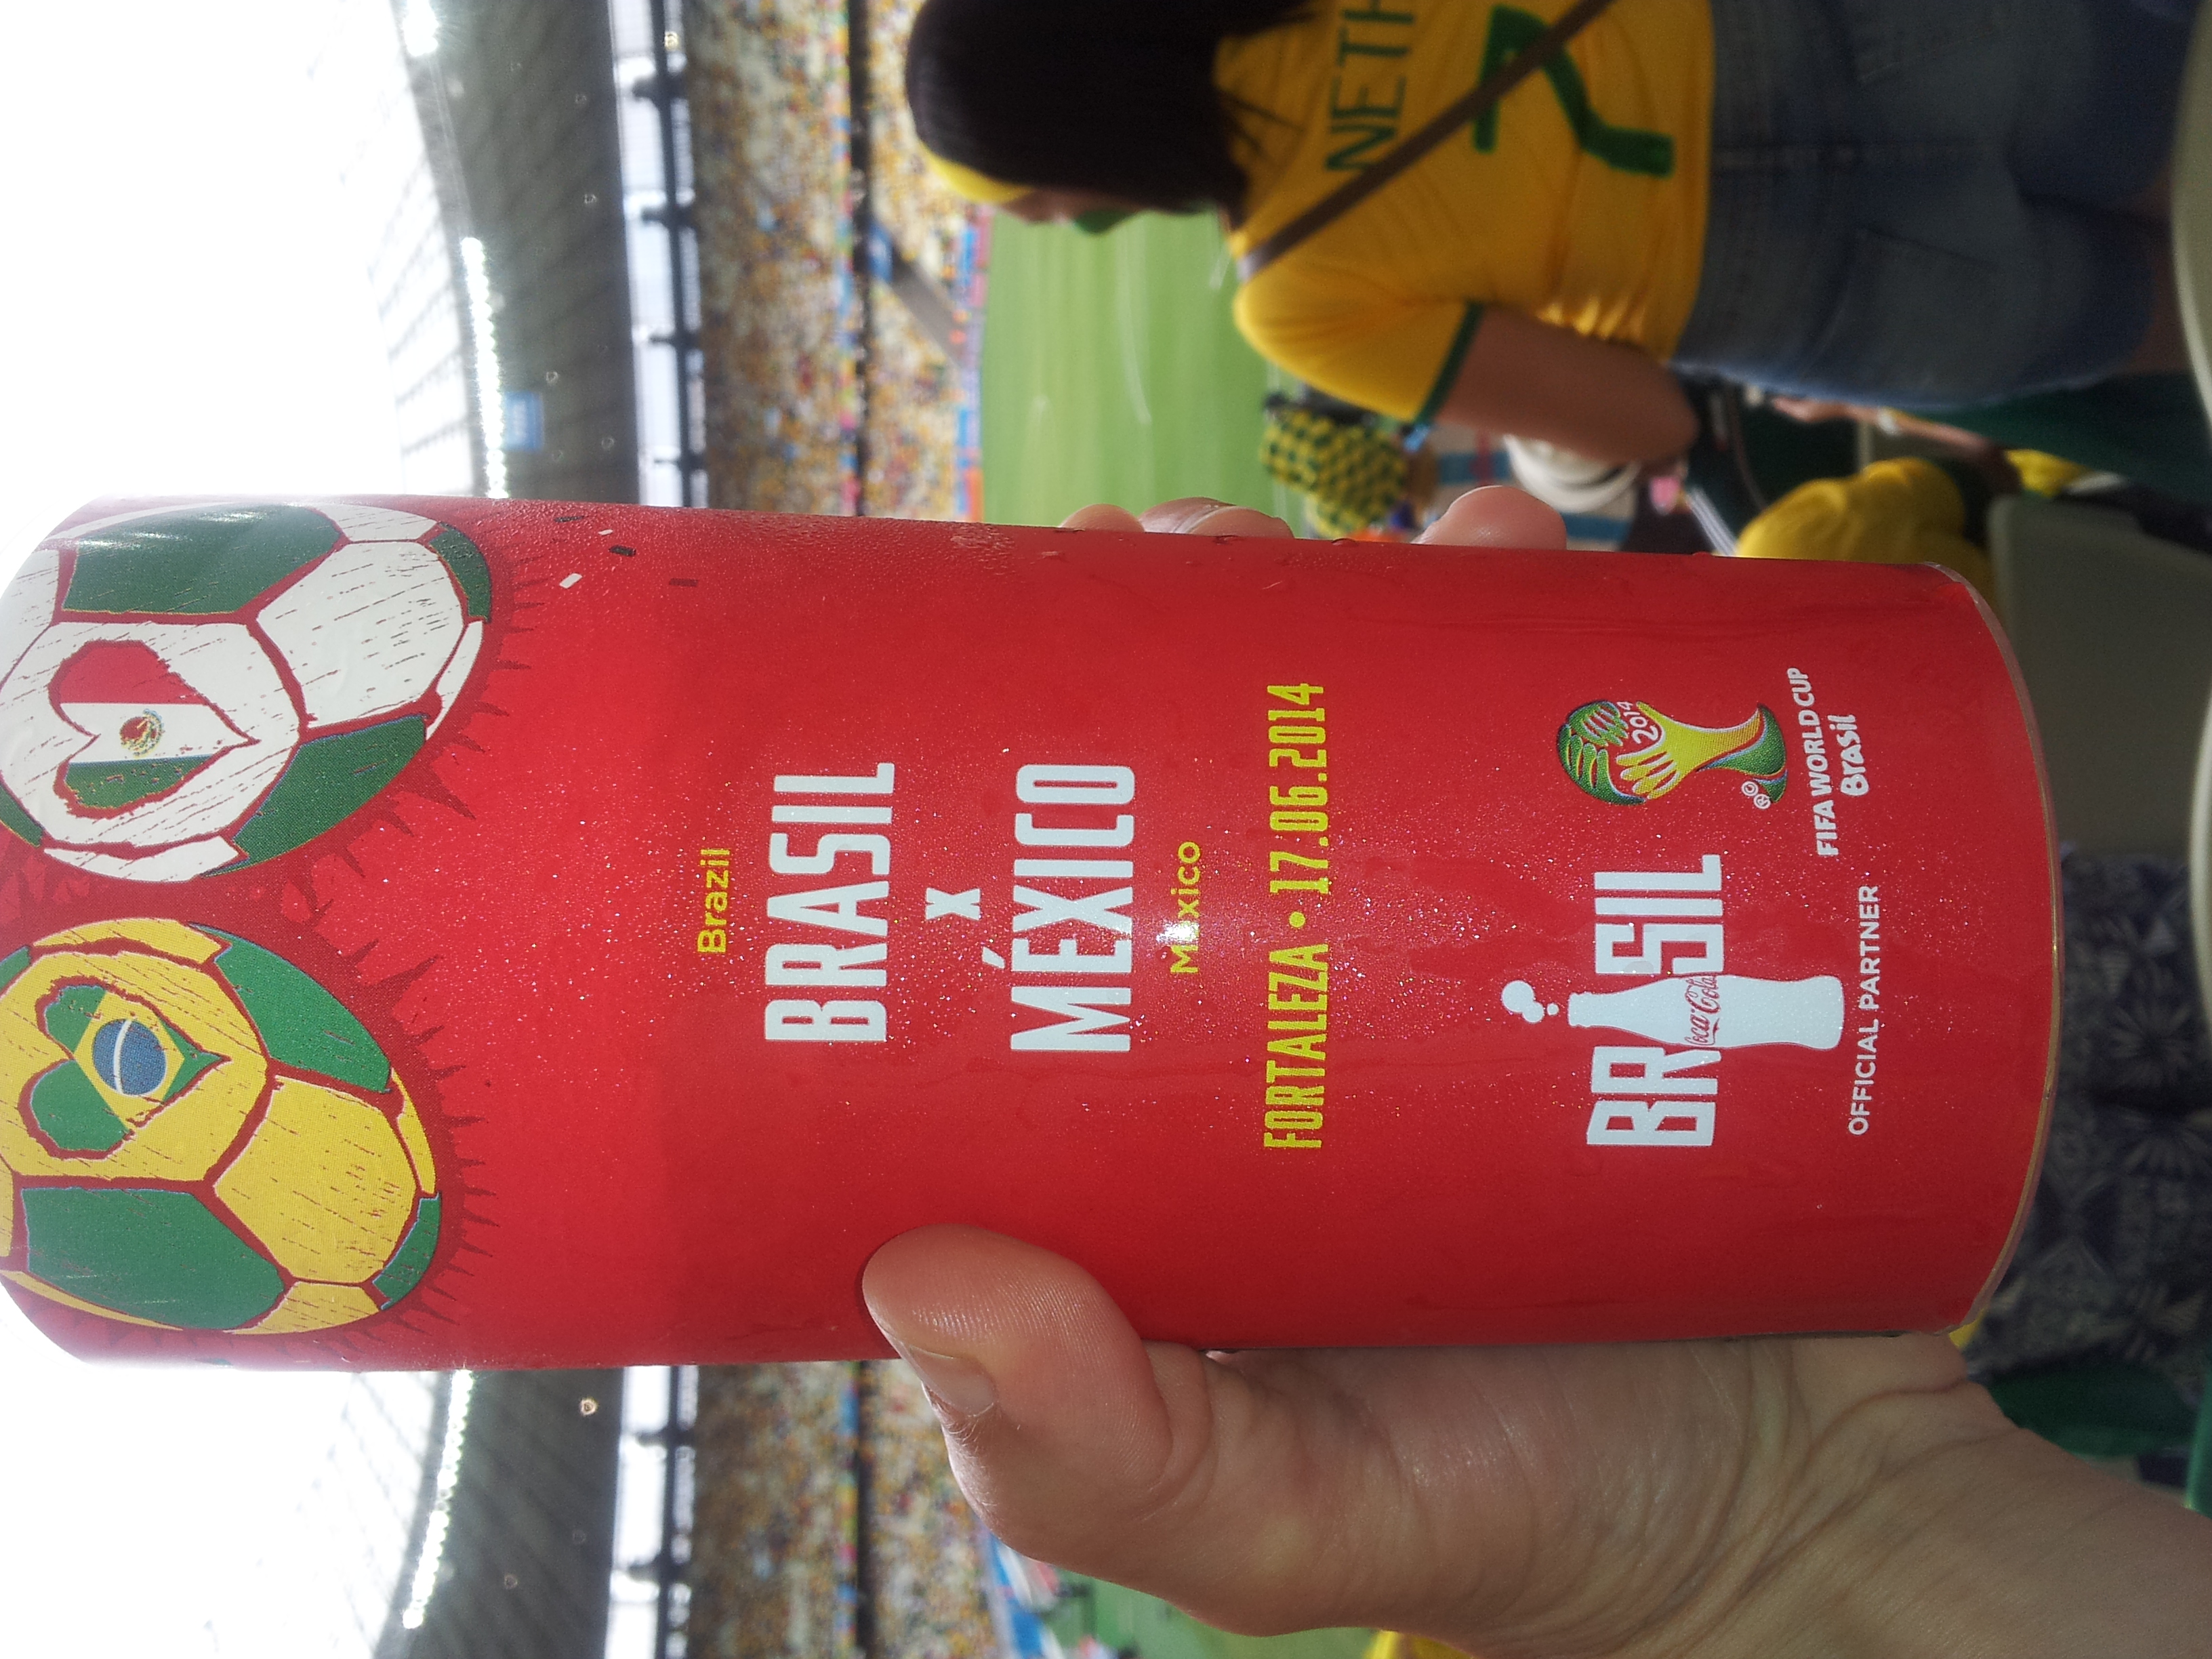 Brazil
BRASIL
x
MÉXICO
Mexico
FORTALEZA • 17.06.2014
BRASIL
Coca-Cola
OFFICIAL PARTNER
2014
®©
FIFA WORLD CUP
Brasil
NETH
7